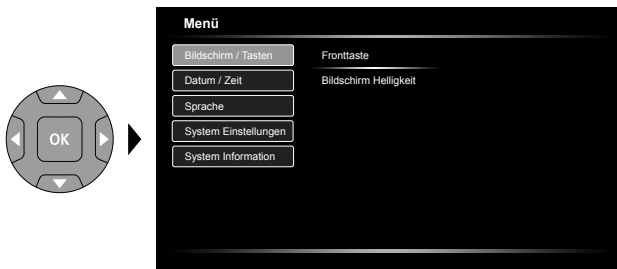 Menü
Bildschirm / Tasten
Fronttaste
Datum / Zeit
Bildschirm Helligkeit
Sprache
System Einstellungen
OK
System Information